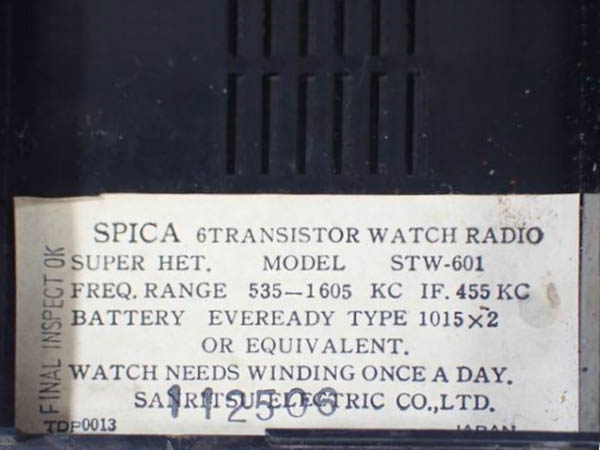 SPICA 6TRANSISTOR WATCH RADIO
SUPER HET. MODEL STW-601
FREQ. RANGE 535—1605 KC IF. 455 KC
BATTERY EVEREADY TYPE 1015×2
OR EQUIVALENT.
WATCH NEEDS WINDING ONCE A DAY.
SANRITSU ELECTRIC CO.,LTD.
112506
TDP0013
JAPAN
FINAL INSPECT OK